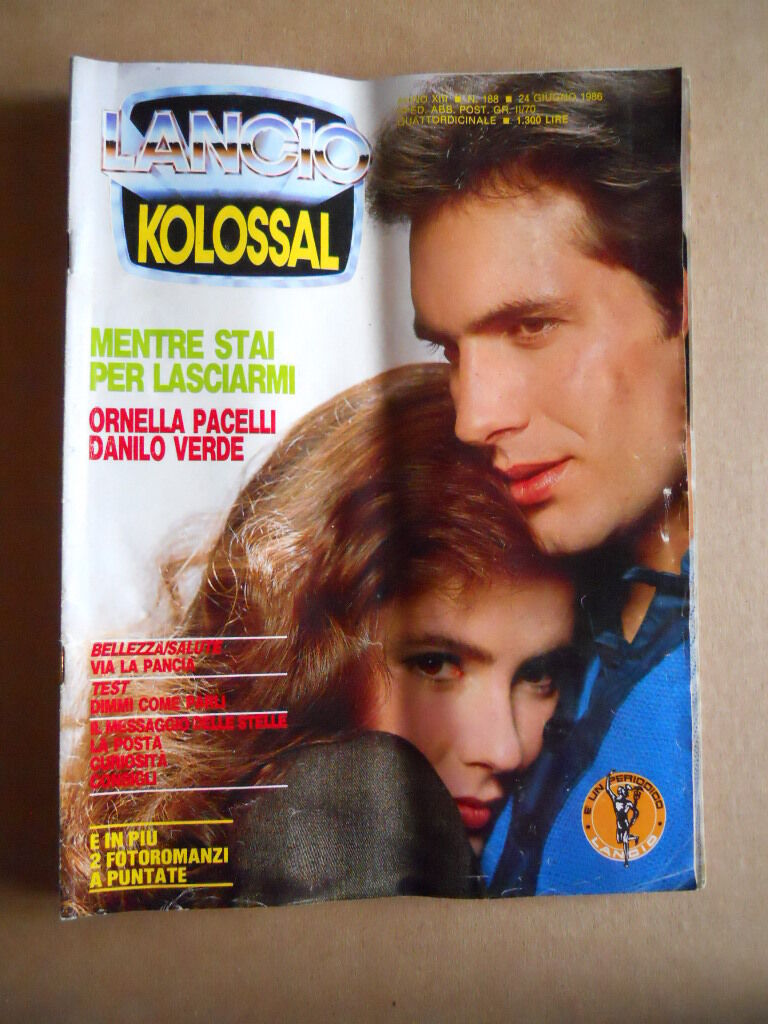 ANNO XIII ■ N. 188 ■ 24 GIUGNO 1986
SPED. ABB. POST. GR. II/70
QUATTORDICINALE ■ 1.300 LIRE
LANCIO
KOLOSSAL
MENTRE STAI
PER LASCIARMI
ORNELLA PACELLI
DANILO VERDE
BELLEZZA/SALUTE
VIA LA PANCIA
TEST
DIMMI COME PARLI
IL MESSAGGIO DELLE STELLE
LA POSTA
CURIOSITÀ
CONSIGLI
E IN PIÙ
2 FOTOROMANZI
A PUNTATE
È UN PERIODICO
LANCIO